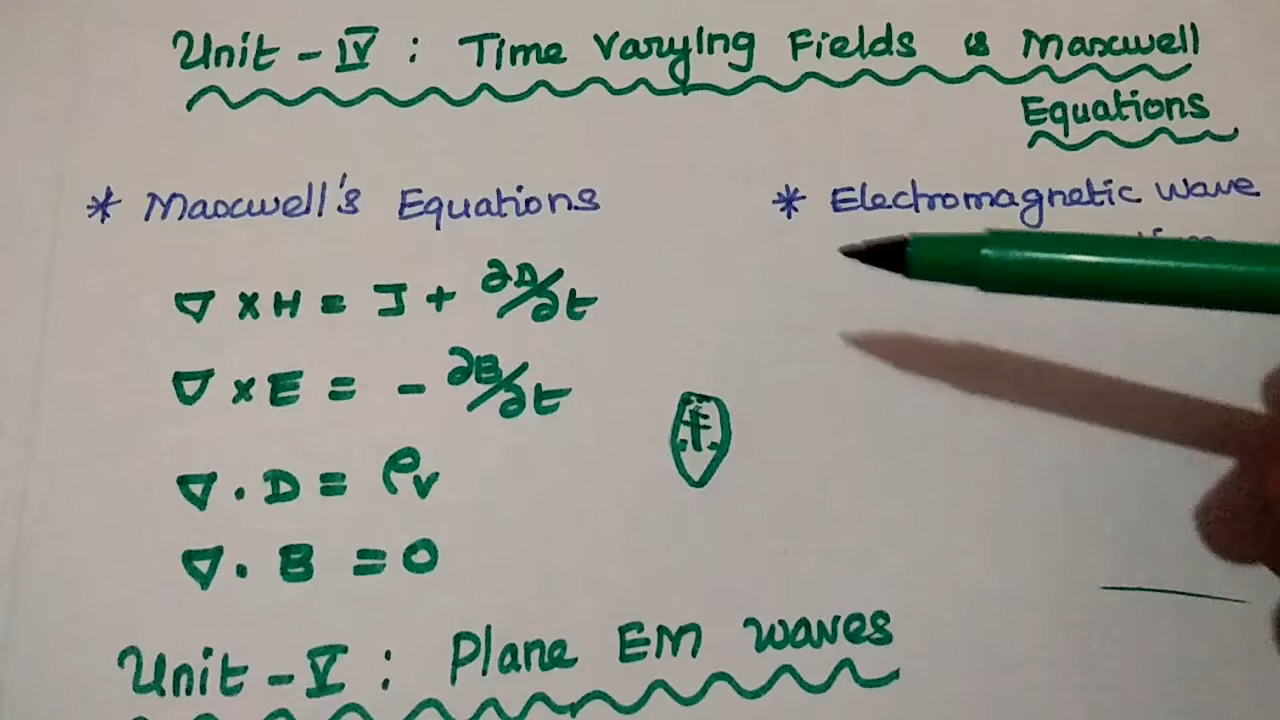 Unit - IV : Time Varying Fields & Maxwell
Equations
* Maxwell's Equations
* Electromagnetic Wave
∇ × H = J + ∂D/∂t
∇ × E = - ∂B/∂t
∇ . D = ρv
∇ . B = 0
Unit - V : Plane EM waves